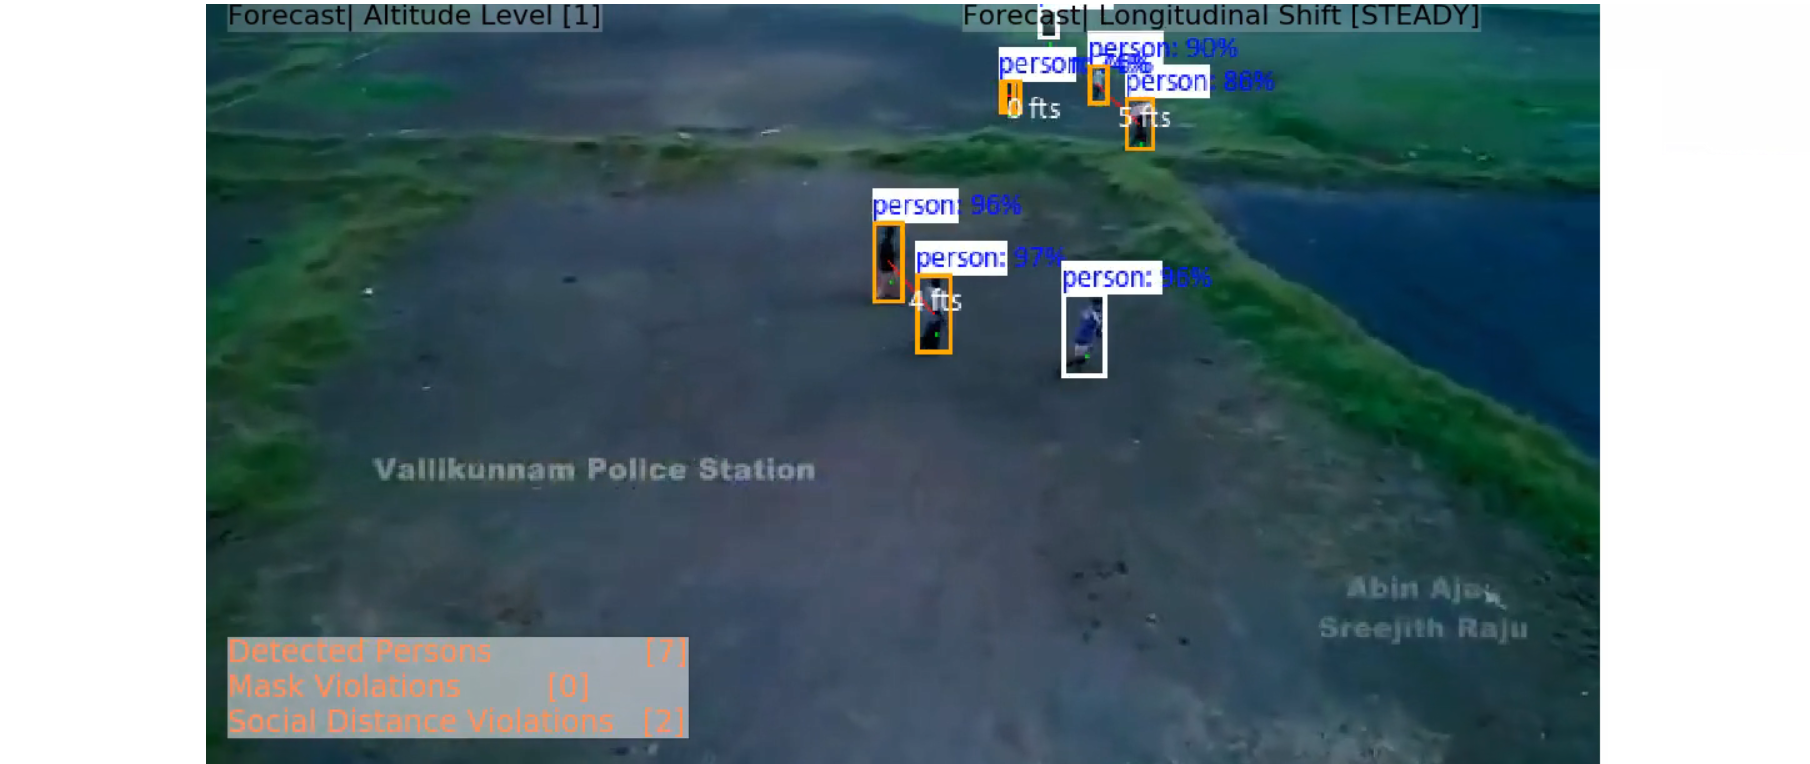 Forecast| Altitude Level [1]
Forecast| Longitudinal Shift [STEADY]
person: 90%
person
person: 86%
0 fts
5 fts
person: 96%
person: 97%
person: 96%
4 fts
Vallikunnam Police Station
Abin Aja
Sreejith Raju
Detected Persons [7]
Mask Violations [0]
Social Distance Violations [2]